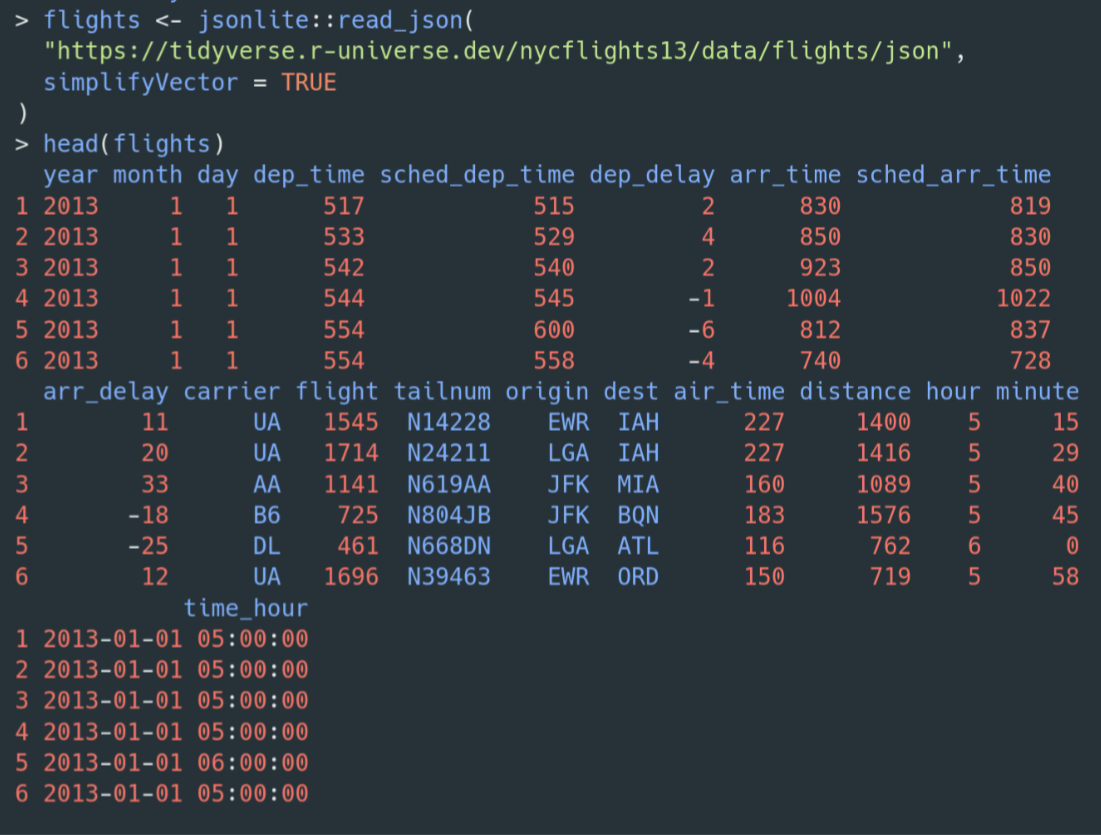 > flights <- jsonlite::read_json(
  "https://tidyverse.r-universe.dev/nycflights13/data/flights/json",
  simplifyVector = TRUE
)
> head(flights)
  year month day dep_time sched_dep_time dep_delay arr_time sched_arr_time
1 2013     1   1      517            515         2      830            819
2 2013     1   1      533            529         4      850            830
3 2013     1   1      542            540         2      923            850
4 2013     1   1      544            545        -1     1004           1022
5 2013     1   1      554            600        -6      812            837
6 2013     1   1      554            558        -4      740            728
  arr_delay carrier flight tailnum origin dest air_time distance hour minute
1        11      UA   1545  N14228    EWR  IAH      227     1400    5     15
2        20      UA   1714  N24211    LGA  IAH      227     1416    5     29
3        33      AA   1141  N619AA    JFK  MIA      160     1089    5     40
4       -18      B6    725  N804JB    JFK  BQN      183     1576    5     45
5       -25      DL    461  N668DN    LGA  ATL      116      762    6      0
6        12      UA   1696  N39463    EWR  ORD      150      719    5     58
            time_hour
1 2013-01-01 05:00:00
2 2013-01-01 05:00:00
3 2013-01-01 05:00:00
4 2013-01-01 05:00:00
5 2013-01-01 06:00:00
6 2013-01-01 05:00:00